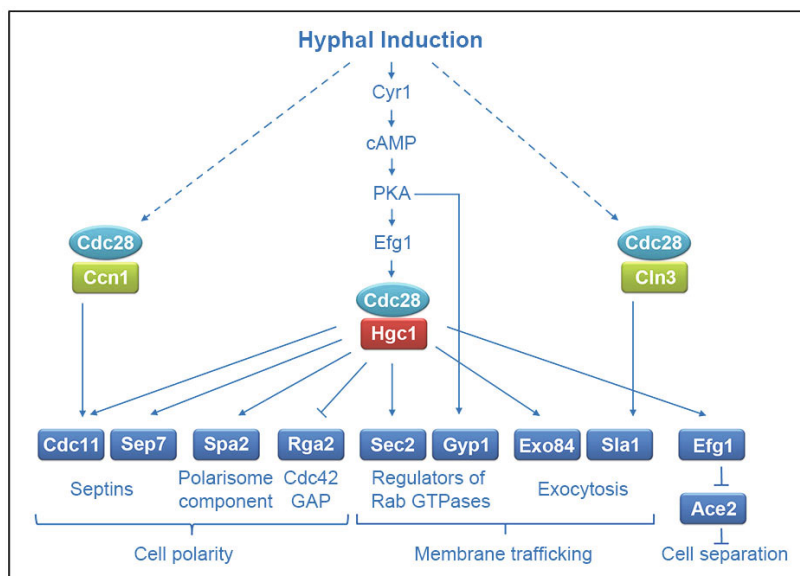 Hyphal Induction
Cyr1
cAMP
PKA
Efg1
Cdc28
Ccn1
Cdc28
Hgc1
Cdc28
Cln3
Cdc11
Sep7
Spa2
Rga2
Sec2
Gyp1
Exo84
Sla1
Efg1
Septins
Polarisome
component
Cdc42
GAP
Regulators of
Rab GTPases
Exocytosis
Ace2
Cell polarity
Membrane trafficking
Cell separation